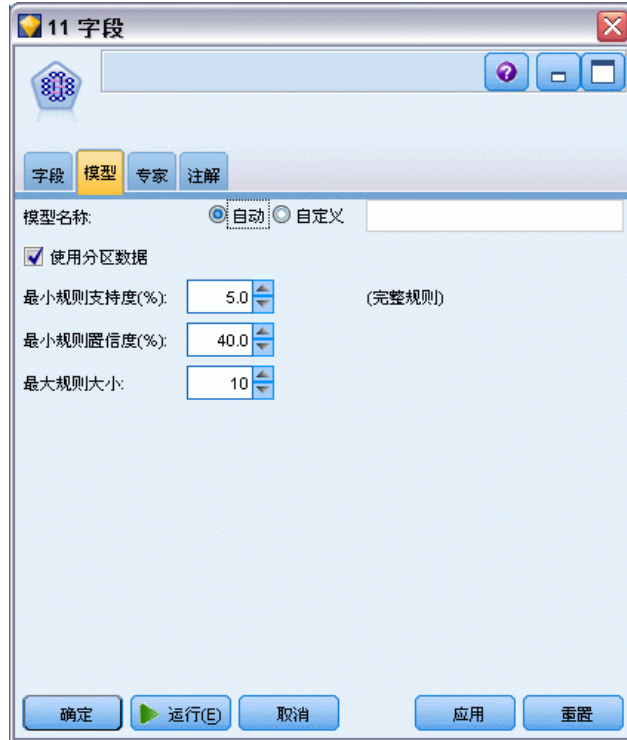 11 字段
字段 模型 专家 注解
模型名称: 自动 自定义
使用分区数据
最小规则支持度(%): 5.0 (完整规则)
最小规则置信度(%): 40.0
最大规则大小: 10
确定 运行(E) 取消 应用 重置